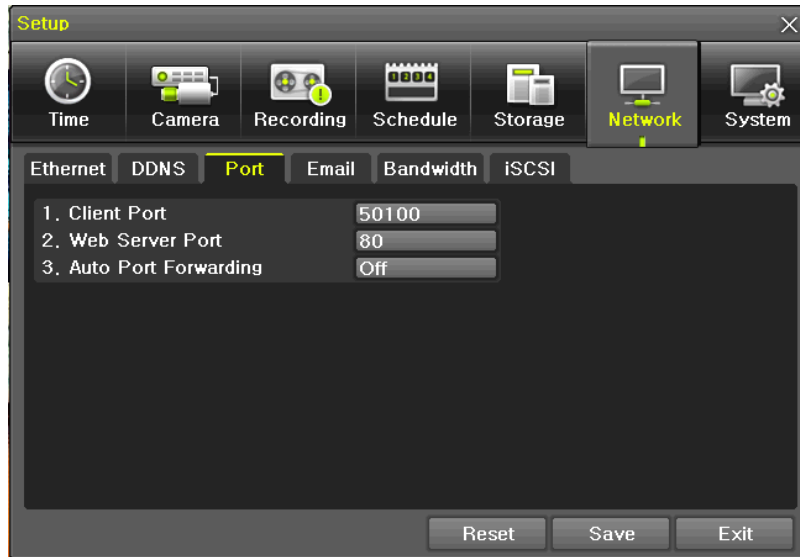 Setup
Time Camera Recording Schedule Storage Network System
Ethernet DDNS Port Email Bandwidth iSCSI
1. Client Port 50100
2. Web Server Port 80
3. Auto Port Forwarding Off
Reset Save Exit